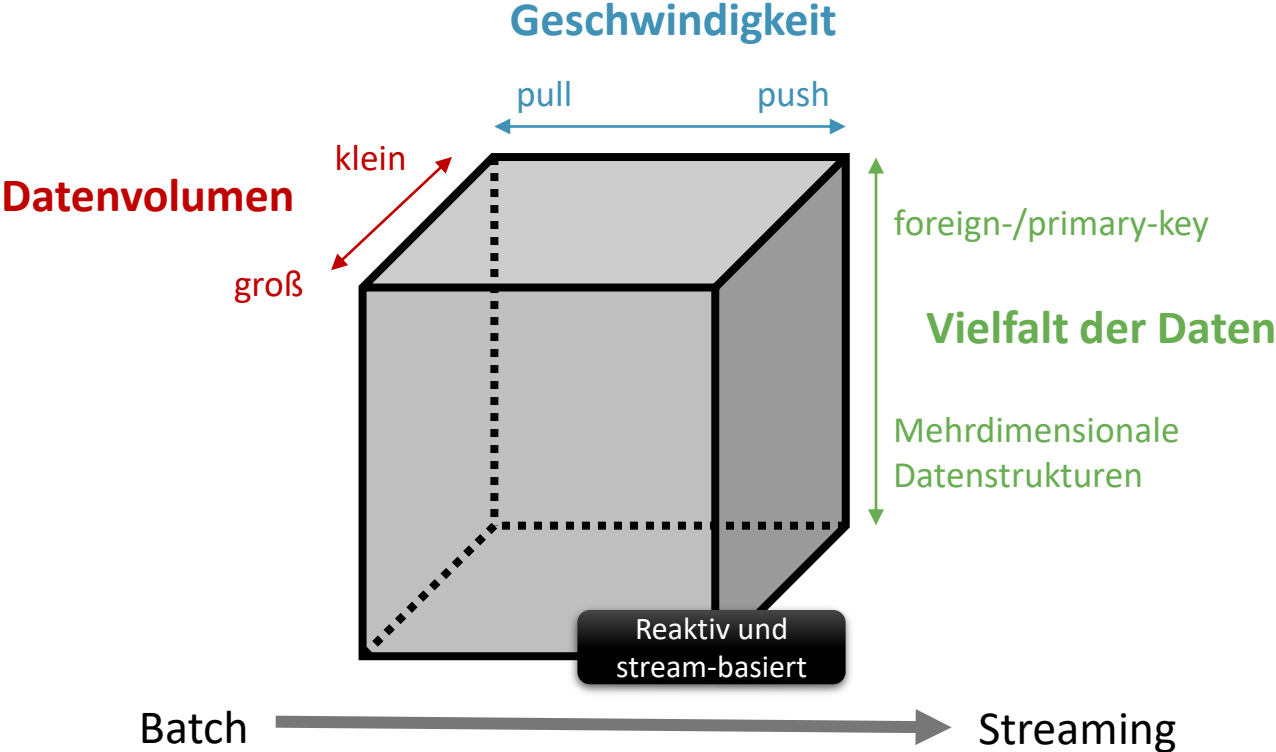 Geschwindigkeit
pull
push
klein
Datenvolumen
groß
foreign-/primary-key
Vielfalt der Daten
Mehrdimensionale
Datenstrukturen
Reaktiv und
stream-basiert
Batch
Streaming